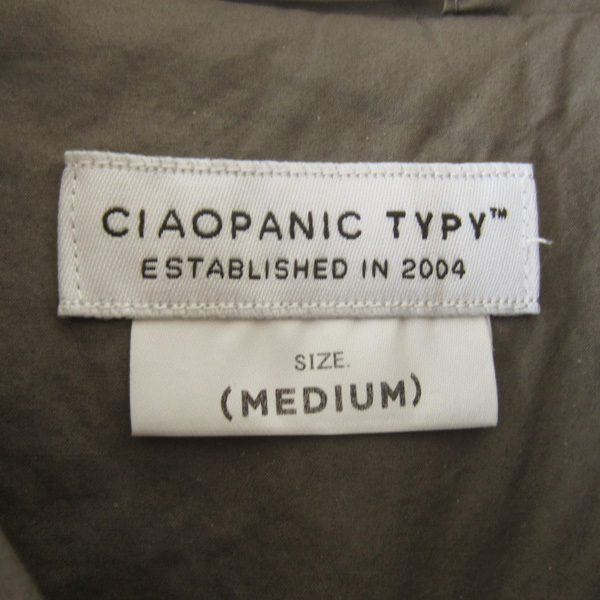 CIAOPANIC TYPY™
ESTABLISHED IN 2004
SIZE.
(MEDIUM)